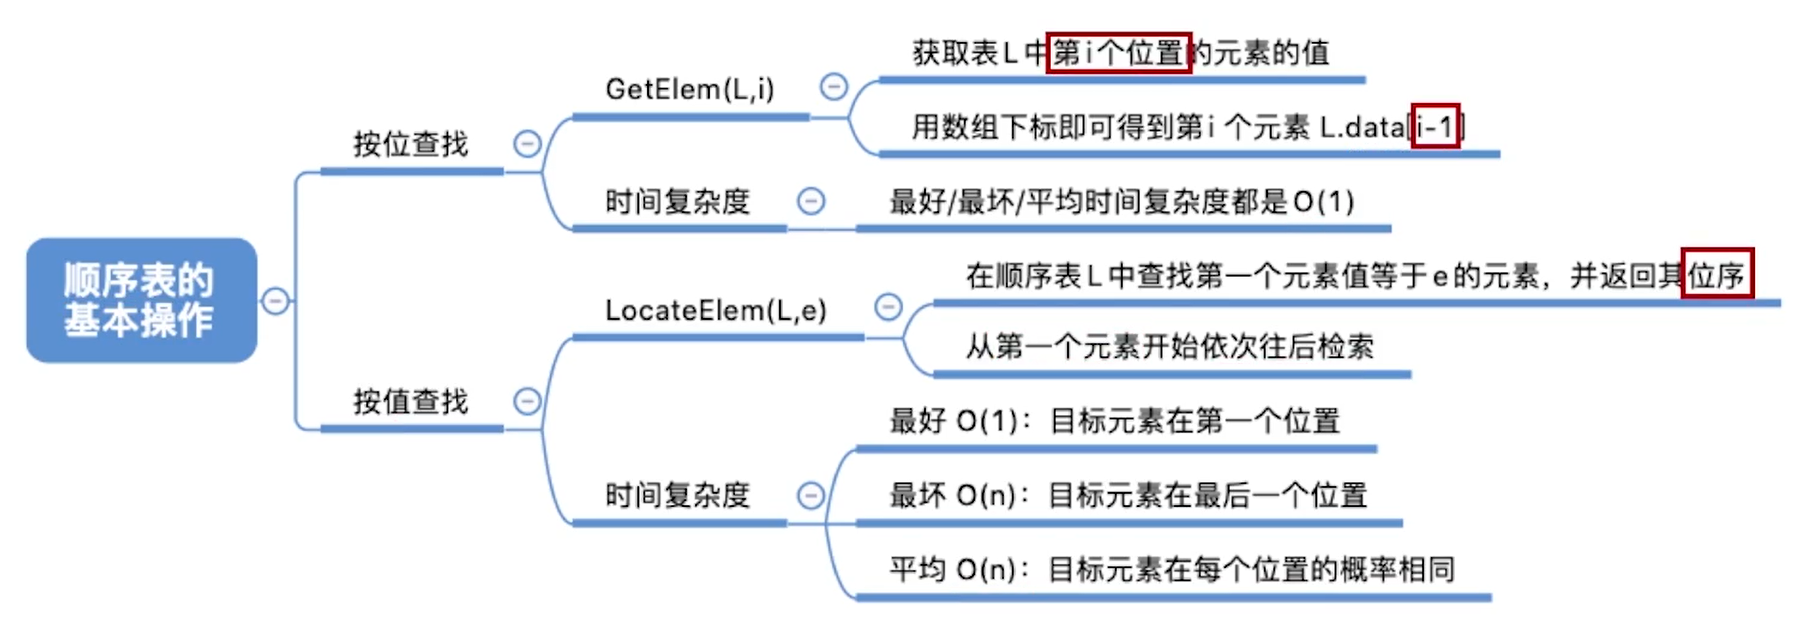 顺序表的
基本操作
按位查找
GetElem(L,i)
获取表L中第i个位置的元素的值
用数组下标即可得到第i个元素 L.data[i-1]
时间复杂度
最好/最坏/平均时间复杂度都是O(1)
按值查找
LocateElem(L,e)
在顺序表L中查找第一个元素值等于e的元素，并返回其位序
从第一个元素开始依次往后检索
时间复杂度
最好 O(1)：目标元素在第一个位置
最坏 O(n)：目标元素在最后一个位置
平均 O(n)：目标元素在每个位置的概率相同